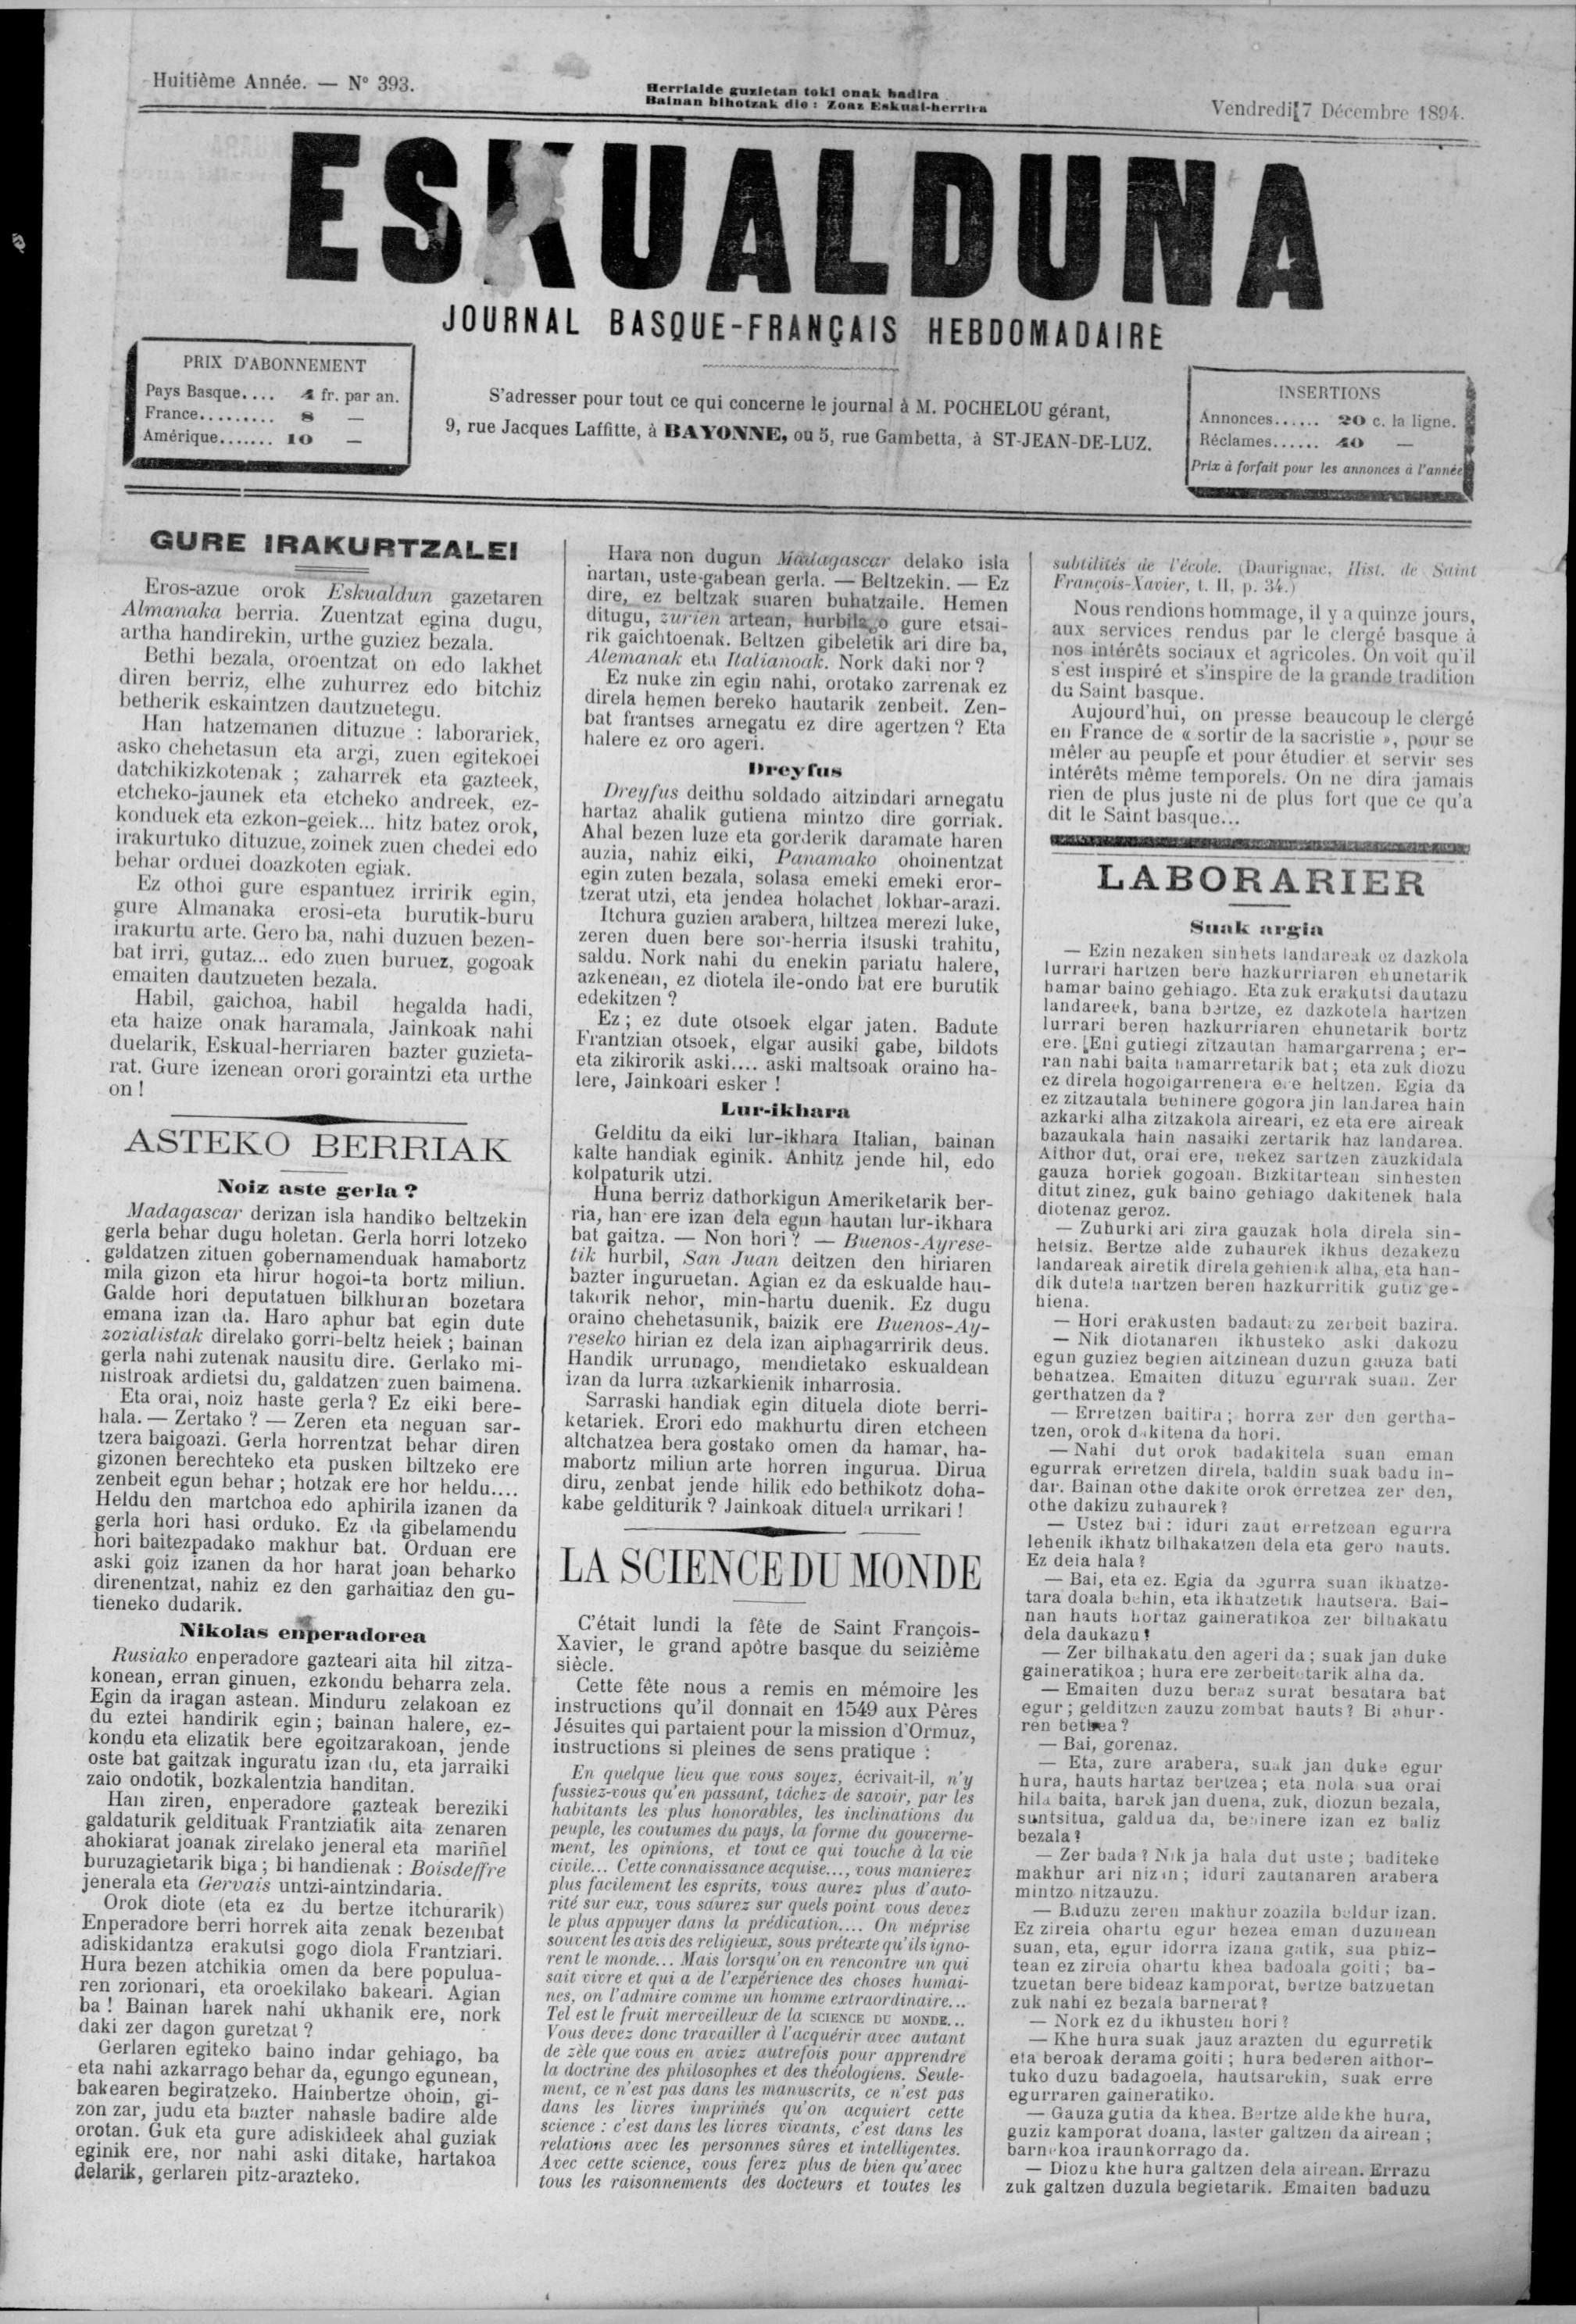 Huitième Année. — N° 393.
Herrialde guzietan toki onak badira
Bainan bihotzak dio : Zoaz Eskual-herrira
Vendredi 7 Décembre 1894.
ESKUALDUNA
JOURNAL BASQUE-FRANÇAIS HEBDOMADAIRE
PRIX D'ABONNEMENT
Pays Basque.... 4 fr. par an.
France......... 8 —
Amérique....... 10 —
S'adresser pour tout ce qui concerne le journal à M. POCHELOU gérant,
9, rue Jacques Laffitte, à BAYONNE, ou 5, rue Gambetta, à ST-JEAN-DE-LUZ.
INSERTIONS
Annonces...... 20 c. la ligne.
Réclames...... 40 —
Prix à forfait pour les annonces à l'année
GURE IRAKURTZALEI
Eros-azue orok Eskualdun gazetaren
Almanaka berria. Zuentzat egina dugu,
artha handirekin, urthe guziez bezala.
Bethi bezala, oroentzat on edo lakhet
diren berriz, elhe zuhurrez edo bitchiz
betherik eskaintzen dautzuetegu.
Han hatzemanen dituzue : laborariek,
asko chehetasun eta argi, zuen egitekoei
datchikizkotenak ; zaharrek eta gazteek,
etcheko-jaunek eta etcheko andreek, ez-
konduek eta ezkon-geiek... hitz batez orok,
irakurtuko dituzue, zoinek zuen chedei edo
behar orduei doazkoten egiak.
Ez othoi gure espantuez irririk egin,
gure Almanaka erosi-eta burutik-buru
irakurtu arte. Gero ba, nahi duzuen bezen-
bat irri, gutaz... edo zuen buruez, gogoak
emaiten dautzueten bezala.
Habil, gaichoa, habil hegalda hadi,
eta haize onak haramala, Jainkoak nahi
duelarik, Eskual-herriaren bazter guzieta-
rat. Gure izenean orori goraintzi eta urthe
on !
ASTEKO BERRIAK
Noiz aste gerla ?
Madagascar derizan isla handiko beltzekin
gerla behar dugu holetan. Gerla horri lotzeko
galdatzen zituen gobernamenduak hamabortz
mila gizon eta hirur hogoi-ta bortz miliun.
Galde hori deputatuen bilkhuran bozetara
emana izan da. Haro aphur bat egin dute
zozialistak direlako gorri-beltz heiek ; bainan
gerla nahi zutenak nausitu dire. Gerlako mi-
nistroak ardietsi du, galdatzen zuen baimena.
Eta orai, noiz haste gerla? Ez eiki bere-
hala. — Zertako ? — Zeren eta neguan sar-
tzera baigoazi. Gerla horrentzat behar diren
gizonen berechteko eta pusken biltzeko ere
zenbeit egun behar ; hotzak ere hor heldu....
Heldu den martchoa edo aphirila izanen da
gerla hori hasi orduko. Ez da gibelamendu
hori baitezpadako makhur bat. Orduan ere
aski goiz izanen da hor harat joan beharko
direnentzat, nahiz ez den garhaitiaz den gu-
tieneko dudarik.
Nikolas enperadorea
Rusiako enperadore gazteari aita hil zitza-
konean, erran ginuen, ezkondu beharra zela.
Egin da iragan astean. Minduru zelakoan ez
du eztei handirik egin ; bainan halere, ez-
kondu eta elizatik bere egoitzarakoan, jende
oste bat gaitzak inguratu izan du, eta jarraiki
zaio ondotik, bozkalentzia handitan.
Han ziren, enperadore gazteak bereziki
galdaturik geldituak Frantziatik aita zenaren
ahokiarat joanak zirelako jeneral eta mariñel
buruzagietarik biga ; bi handienak : Boisdeffre
jenerala eta Gervais untzi-aintzindaria.
Orok diote (eta ez du bertze itchurarik)
Enperadore berri horrek aita zenak bezenbat
adiskidantza erakutsi gogo diola Frantziari.
Hura bezen atchikia omen da bere populua-
ren zorionari, eta oroekilako bakeari. Agian
ba ! Bainan harek nahi ukhanik ere, nork
daki zer dagon guretzat ?
Gerlaren egiteko baino indar gehiago, ba
eta nahi azkarrago behar da, egungo egunean,
bakearen begiratzeko. Hainbertze ohoin, gi-
zon zar, judu eta bazter nahasle badire alde
orotan. Guk eta gure adiskideek ahal guziak
eginik ere, nor nahi aski ditake, hartakoa
delarik, gerlaren pitz-arazteko.
Hara non dugun Madagascar delako isla
hartan, uste-gabean gerla. — Beltzekin. — Ez
dire, ez beltzak suaren buhatzaile. Hemen
ditugu, zurien artean, hurbilago gure etsai-
rik gaichtoenak. Beltzen gibeletik ari dire ba,
Alemanak eta Italianoak. Nork daki nor ?
Ez nuke zin egin nahi, orotako zarrenak ez
direla hemen bereko hautarik zenbeit. Zen-
bat frantses arnegatu ez dire agertzen ? Eta
halere ez oro ageri.
Dreyfus
Dreyfus deithu soldado aitzindari arnegatu
hartaz ahalik gutiena mintzo dire gorriak.
Ahal bezen luze eta gorderik daramate haren
auzia, nahiz eiki, Panamako ohoinentzat
egin zuten bezala, solasa emeki emeki eror-
tzerat utzi, eta jendea holachet lokhar-arazi.
Itchura guzien arabera, hiltzea merezi luke,
zeren duen bere sor-herria itsuski trahitu,
saldu. Nork nahi du enekin pariatu halere,
azkenean, ez diotela ile-ondo bat ere burutik
edekitzen ?
Ez ; ez dute otsoek elgar jaten. Badute
Frantzian otsoek, elgar ausiki gabe, bildots
eta zikirorik aski.... aski maltsoak oraino ha-
lere, Jainkoari esker !
Lur-ikhara
Gelditu da eiki lur-ikhara Italian, bainan
kalte handiak eginik. Anhitz jende hil, edo
kolpaturik utzi.
Huna berriz dathorkigun Ameriketarik ber-
ria, han ere izan dela egun hautan lur-ikhara
bat gaitza. — Non hori ? — Buenos-Ayrese-
tik hurbil, San Juan deitzen den hiriaren
bazter inguruetan. Agian ez da eskualde hau-
takorik nehor, min-hartu duenik. Ez dugu
oraino chehetasunik, baizik ere Buenos-Ay-
reseko hirian ez dela izan aiphagarririk deus.
Handik urrunago, mendietako eskualdean
izan da lurra azkarkienik inharrosia.
Sarraski handiak egin dituela diote berri-
ketariek. Erori edo makhurtu diren etcheen
altchatzea bera gostako omen da hamar, ha-
mabortz miliun arte horren ingurua. Dirua
diru, zenbat jende hilik edo bethikotz doha-
kabe gelditurik ? Jainkoak dituela urrikari !
LA SCIENCE DU MONDE
C'était lundi la fête de Saint François-
Xavier, le grand apôtre basque du seizième
siècle.
Cette fête nous a remis en mémoire les
instructions qu'il donnait en 1549 aux Pères
Jésuites qui partaient pour la mission d'Ormuz,
instructions si pleines de sens pratique :
En quelque lieu que vous soyez, écrivait-il, n'y
fussiez-vous qu'en passant, tâchez de savoir, par les
habitants les plus honorables, les inclinations du
peuple, les coutumes du pays, la forme du gouverne-
ment, les opinions, et tout ce qui touche à la vie
civile... Cette connaissance acquise..., vous manierez
plus facilement les esprits, vous aurez plus d'auto-
rité sur eux, vous saurez sur quels point vous devez
le plus appuyer dans la prédication.... On méprise
souvent les avis des religieux, sous prétexte qu'ils igno-
rent le monde... Mais lorsqu'on en rencontre un qui
sait vivre et qui a de l'expérience des choses humai-
nes, on l'admire comme un homme extraordinaire...
Tel est le fruit merveilleux de la SCIENCE DU MONDE...
Vous devez donc travailler à l'acquérir avec autant
de zèle que vous en aviez autrefois pour apprendre
la doctrine des philosophes et des théologiens. Seule-
ment, ce n'est pas dans les manuscrits, ce n'est pas
dans les livres imprimés qu'on acquiert cette
science : c'est dans les livres vivants, c'est dans les
relations avec les personnes sûres et intelligentes.
Avec cette science, vous ferez plus de bien qu'avec
tous les raisonnements des docteurs et toutes les
subtilités de l'école. (Daurignac, Hist. de Saint
François-Xavier, t. II, p. 34.)
Nous rendions hommage, il y a quinze jours,
aux services rendus par le clergé basque à
nos intérêts sociaux et agricoles. On voit qu'il
s'est inspiré et s'inspire de la grande tradition
du Saint basque.
Aujourd'hui, on presse beaucoup le clergé
en France de « sortir de la sacristie », pour se
mêler au peuple et pour étudier et servir ses
intérêts même temporels. On ne dira jamais
rien de plus juste ni de plus fort que ce qu'a
dit le Saint basque...
LABORARIER
Suak argia
— Ezin nezaken sinhets landareak ez dazkola
lurrari hartzen bere hazkurriaren ehunetarik
hamar baino gehiago. Eta zuk erakutsi dautazu
landareek, bana bertze, ez dazkotela hartzen
lurrari beren hazkurriaren ehunetarik bortz
ere. Eni gutiegi zitzautan hamargarrena ; er-
ran nahi baita hamarretarik bat ; eta zuk diozu
ez direla hogoigarrenera ere heltzen. Egia da
ez zitzautala behinere gogora jin landarea hain
azkarki alha zitzakola aireari, ez eta ere aireak
bazaukala hain nasaiki zertarik haz landarea.
Aithor dut, orai ere, nekez sartzen zauzkidala
gauza horiek gogoan. Bizkitartean sinhesten
ditut zinez, guk baino gehiago dakitenek hala
diotenaz geroz.
— Zuhurki ari zira gauzak hola direla sin-
hetsiz. Bertze alde zuhaurek ikhus dezakezu
landareak airetik direla gehienik alha, eta han-
dik dutela hartzen beren hazkurritik gutiz ge-
hiena.
— Hori erakusten badautazu zerbeit bazira.
— Nik diotanaren ikhusteko aski dakozu
egun guziez begien aitzinean duzun gauza bati
behatzea. Emaiten dituzu egurrak suan. Zer
gerthatzen da ?
— Erretzen baitira ; horra zer den gertha-
tzen, orok dakitena da hori.
— Nahi dut orok badakitela suan eman
egurrak erretzen direla, baldin suak badu in-
dar. Bainan othe dakite orok erretzea zer den,
othe dakizu zuhaurek ?
— Ustez bai : iduri zaut erretzean egurra
lehenik ikhatz bilhakatzen dela eta gero hauts.
Ez deia hala ?
— Bai, eta ez. Egia da egurra suan ikhatze-
tara doala behin, eta ikhatzetik hautsera. Bai-
nan hauts hortaz gaineratikoa zer bilhakatu
dela daukazu ?
— Zer bilhakatu den ageri da ; suak jan duke
gaineratikoa ; hura ere zerbeitetarik alha da.
— Emaiten duzu beraz surat besatara bat
egur ; gelditzen zauzu zombat hauts ? Bi ahur-
ren bethea ?
— Bai, gorenaz.
— Eta, zure arabera, suak jan duke egur
hura, hauts hartaz bertzea ; eta nola sua orai
hila baita, harek jan duena, zuk, diozun bezala,
suntsitua, galdua da, behinere izan ez baliz
bezala ?
— Zer bada ? Nik ja hala dut uste ; baditeke
makhur ari nizan ; iduri zautanaren arabera
mintzo nitzauzu.
— Baduzu zeren makhur zoazila beldur izan.
Ez zireia ohartu egur hezea eman duzunean
suan, eta, egur idorra izana gatik, sua phiz-
tean ez zireia ohartu khea badoala goiti ; ba-
tzuetan bere bideaz kamporat, bertze batzuetan
zuk nahi ez bezala barnerat ?
— Nork ez du ikhusten hori ?
— Khe hura suak jauz arazten du egurretik
eta beroak derama goiti ; hura bederen aithor-
tuko duzu badagoela, hautsarekin, suak erre
egurraren gaineratiko.
— Gauza gutia da khea. Bertze alde khe hura,
guziz kamporat doana, laster galtzen da airean ;
barnekoa iraunkorrago da.
— Diozu khe hura galtzen dela airean. Errazu
zuk galtzen duzula begietarik. Emaiten baduzu